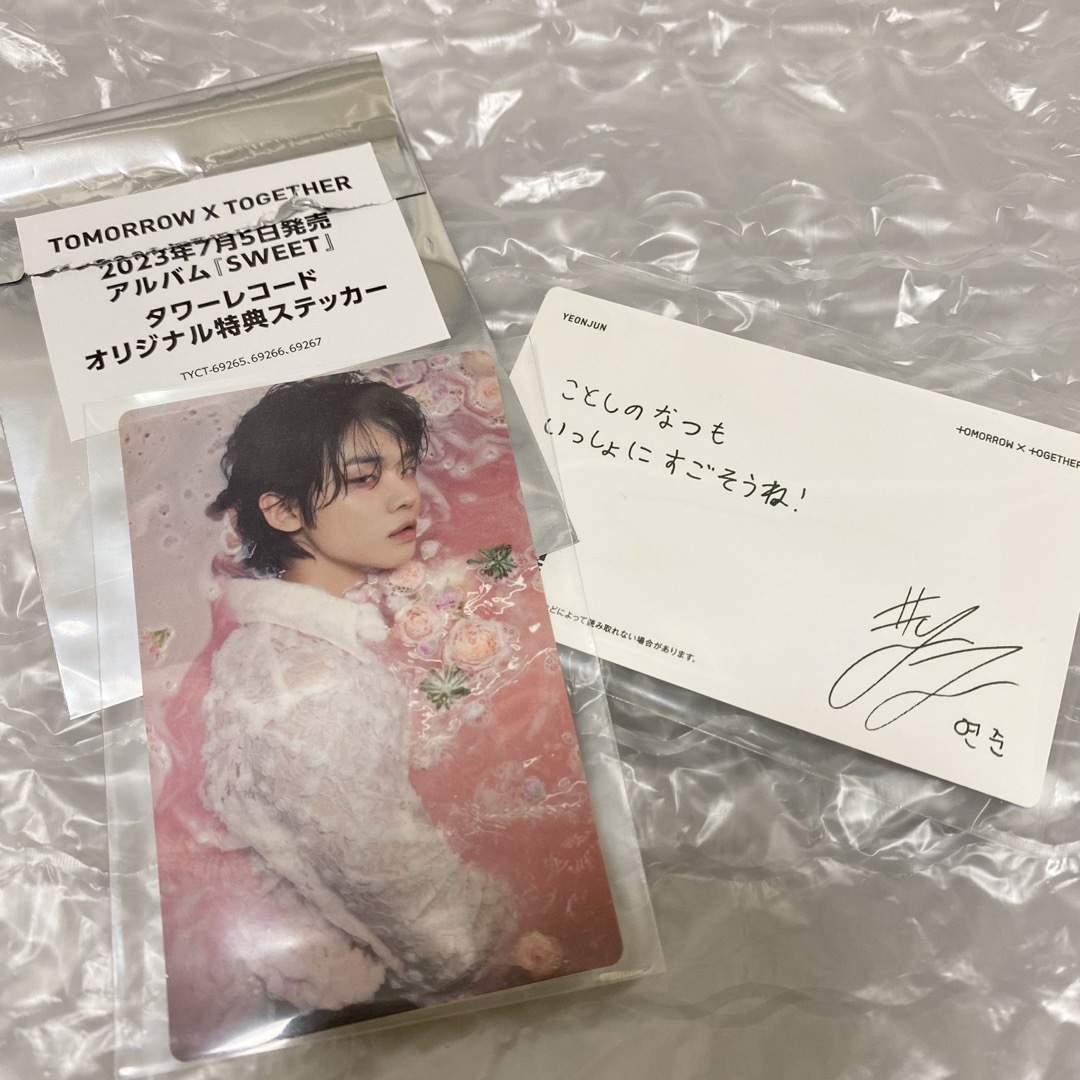 TOMORROW X TOGETHER
2023年7月5日発売
アルバム『SWEET』
タワーレコード
オリジナル特典ステッカー
TYCT-69265、69266、69267
YEONJUN
TOMORROW X TOGETHER
ことしの なつも
いっしょに すごそうね!
どによって読み取れない場合があります。
연준